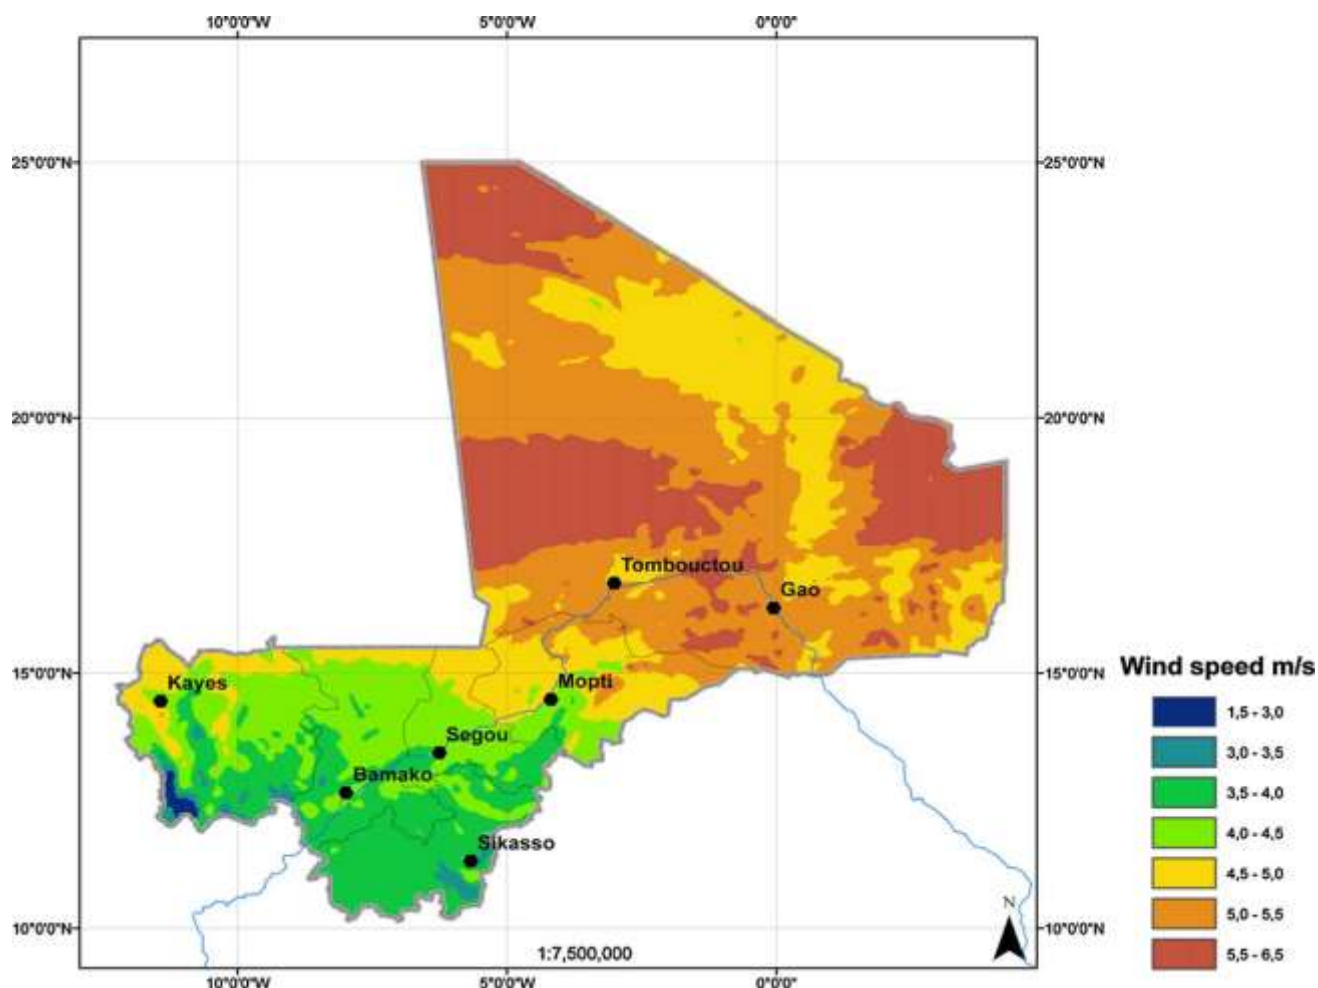 10°0'0"W 5°0'0"W 0°0'0"
25°0'0"N 25°0'0"N
20°0'0"N 20°0'0"N
Tombouctou
Gao
15°0'0"N 15°0'0"N
Kayes
Mopti
Segou
Bamako
Sikasso
10°0'0"N 10°0'0"N
1:7,500,000
N
10°0'0"W 5°0'0"W 0°0'0"
Wind speed m/s
1,5 - 3,0
3,0 - 3,5
3,5 - 4,0
4,0 - 4,5
4,5 - 5,0
5,0 - 5,5
5,5 - 6,5